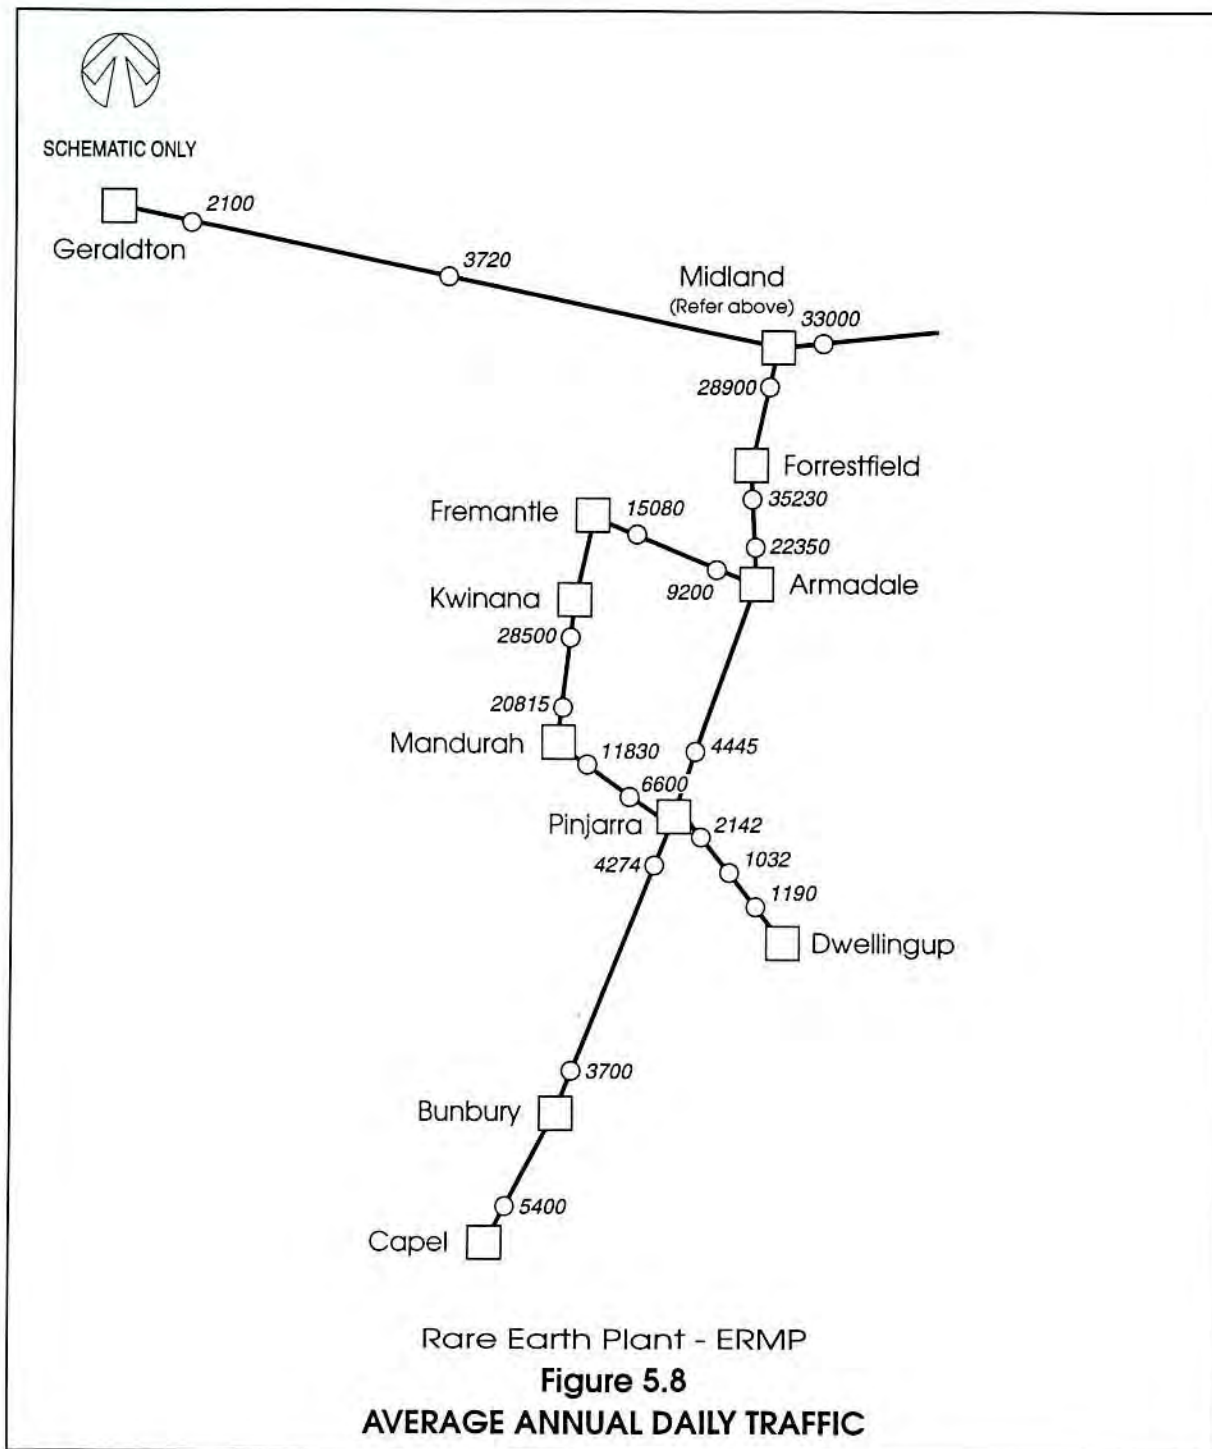 SCHEMATIC ONLY
2100
Geraldton
3720
Midland
(Refer above)
33000
28900
Forrestfield
35230
Fremantle
15080
22350
9200
Armadale
Kwinana
28500
20815
Mandurah
11830
4445
6600
Pinjarra
2142
4274
1032
1190
Dwellingup
3700
Bunbury
5400
Capel
Rare Earth Plant - ERMP
Figure 5.8
AVERAGE ANNUAL DAILY TRAFFIC